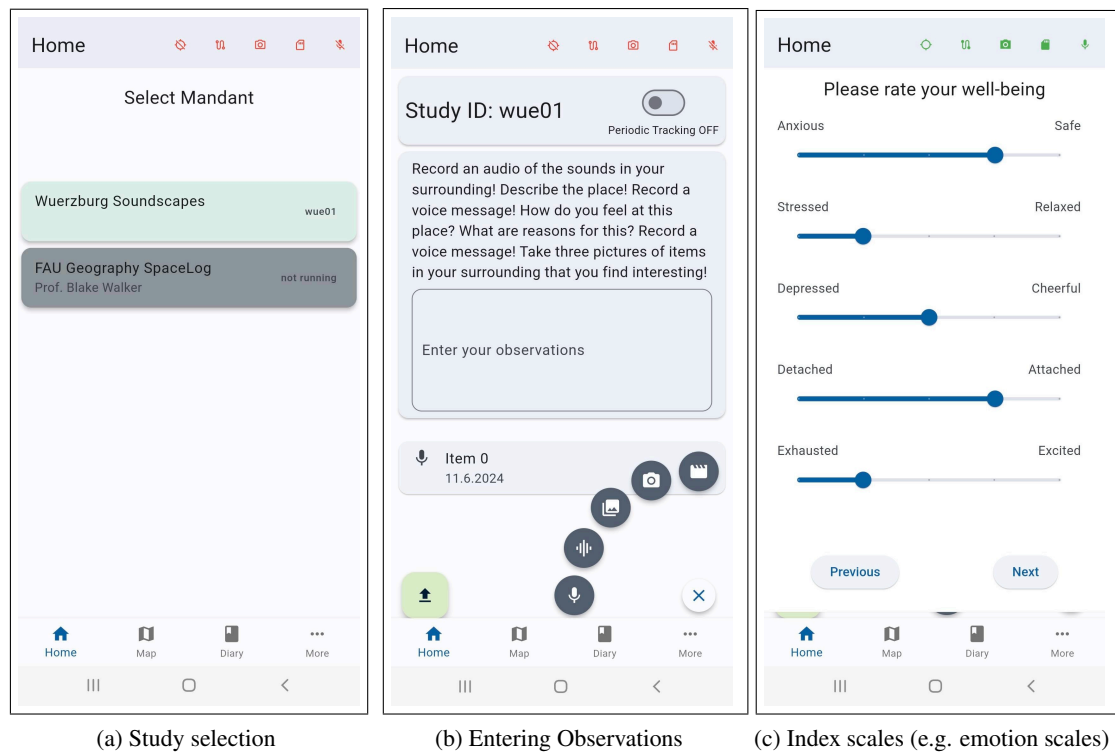 Home
Select Mandant
Wuerzburg Soundscapes
wue01
FAU Geography SpaceLog
Prof. Blake Walker
not running
Home
Map
Diary
More
(a) Study selection
Home
Study ID: wue01
Periodic Tracking OFF
Record an audio of the sounds in your
surrounding! Describe the place! Record a
voice message! How do you feel at this
place? What are reasons for this? Record a
voice message! Take three pictures of items
in your surrounding that you find interesting!
Enter your observations
Item 0
11.6.2024
Home
Map
Diary
More
(b) Entering Observations
Home
Please rate your well-being
Anxious
Safe
Stressed
Relaxed
Depressed
Cheerful
Detached
Attached
Exhausted
Excited
Previous
Next
Home
Map
Diary
More
(c) Index scales (e.g. emotion scales)